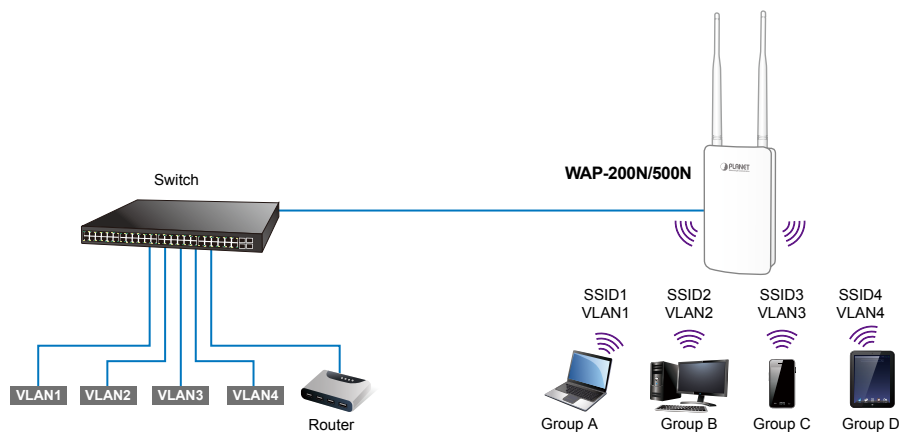 PLANET
WAP-200N/500N
Switch
SSID1
VLAN1
SSID2
VLAN2
SSID3
VLAN3
SSID4
VLAN4
VLAN1
VLAN2
VLAN3
VLAN4
Router
Group A
Group B
Group C
Group D